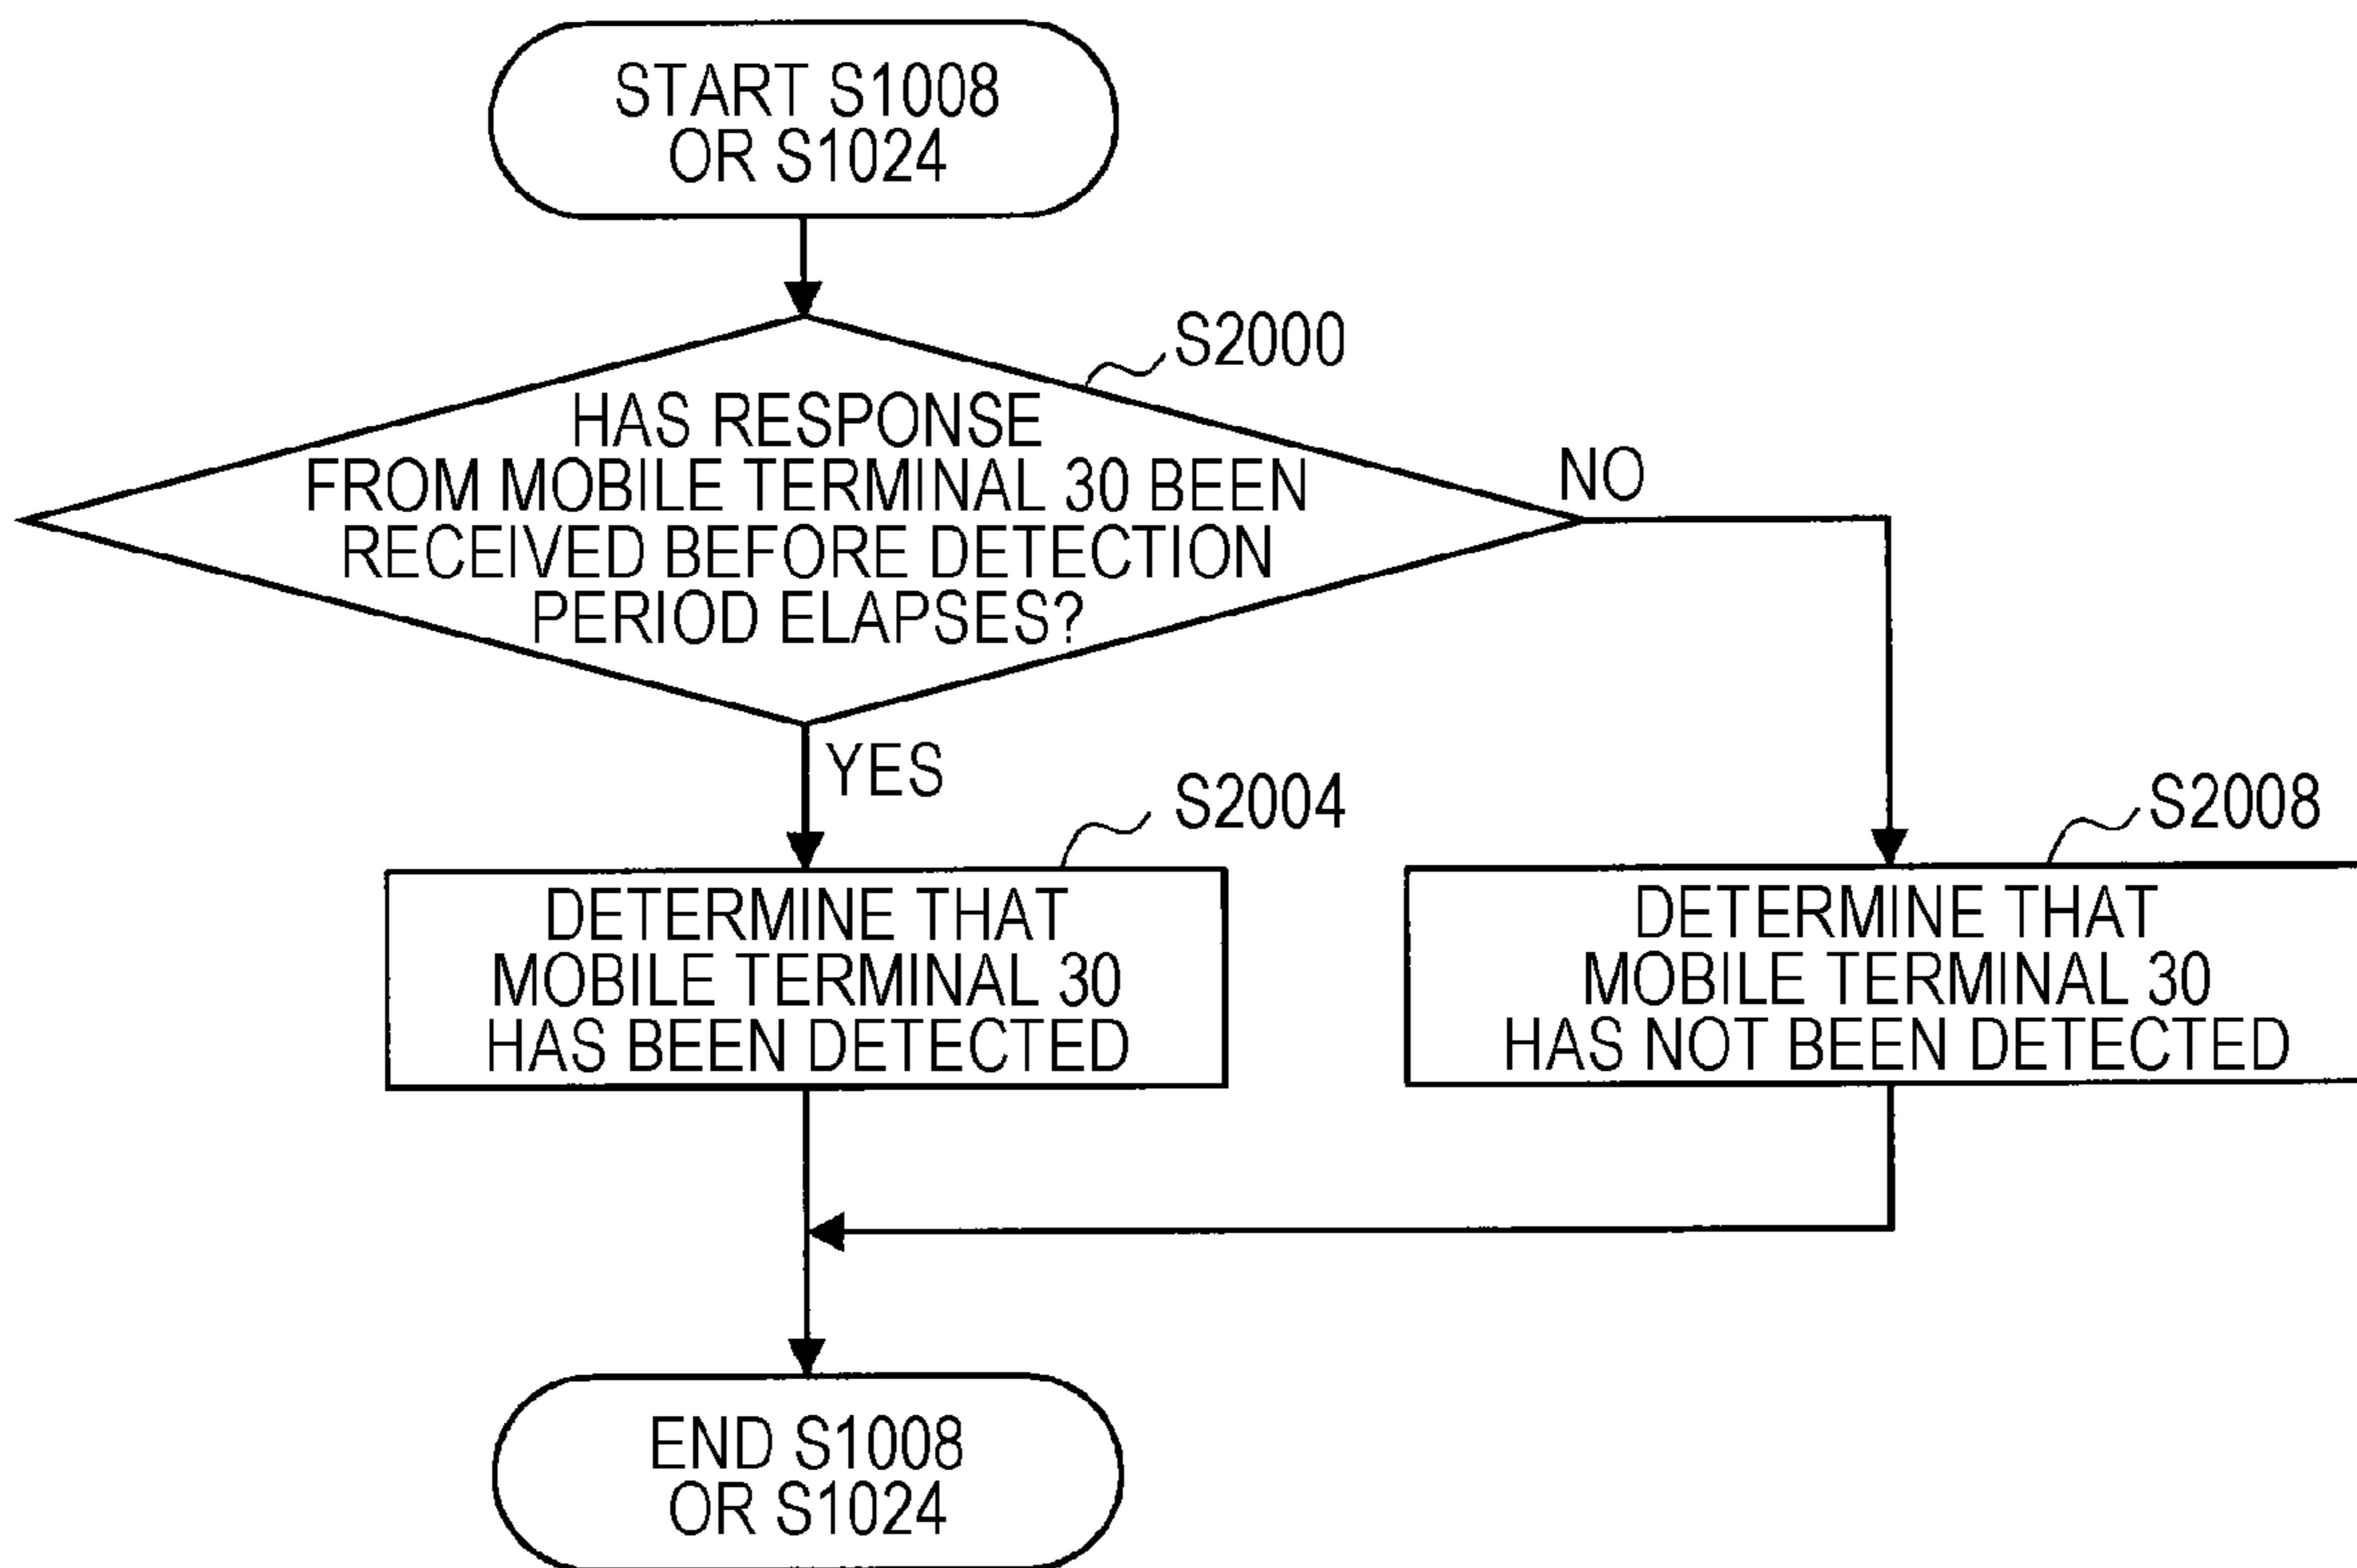 START S1008
OR S1024
S2000
HAS RESPONSE
FROM MOBILE TERMINAL 30 BEEN
RECEIVED BEFORE DETECTION
PERIOD ELAPSES?
NO
YES
S2004
S2008
DETERMINE THAT
MOBILE TERMINAL 30
HAS BEEN DETECTED
DETERMINE THAT
MOBILE TERMINAL 30
HAS NOT BEEN DETECTED
END S1008
OR S1024